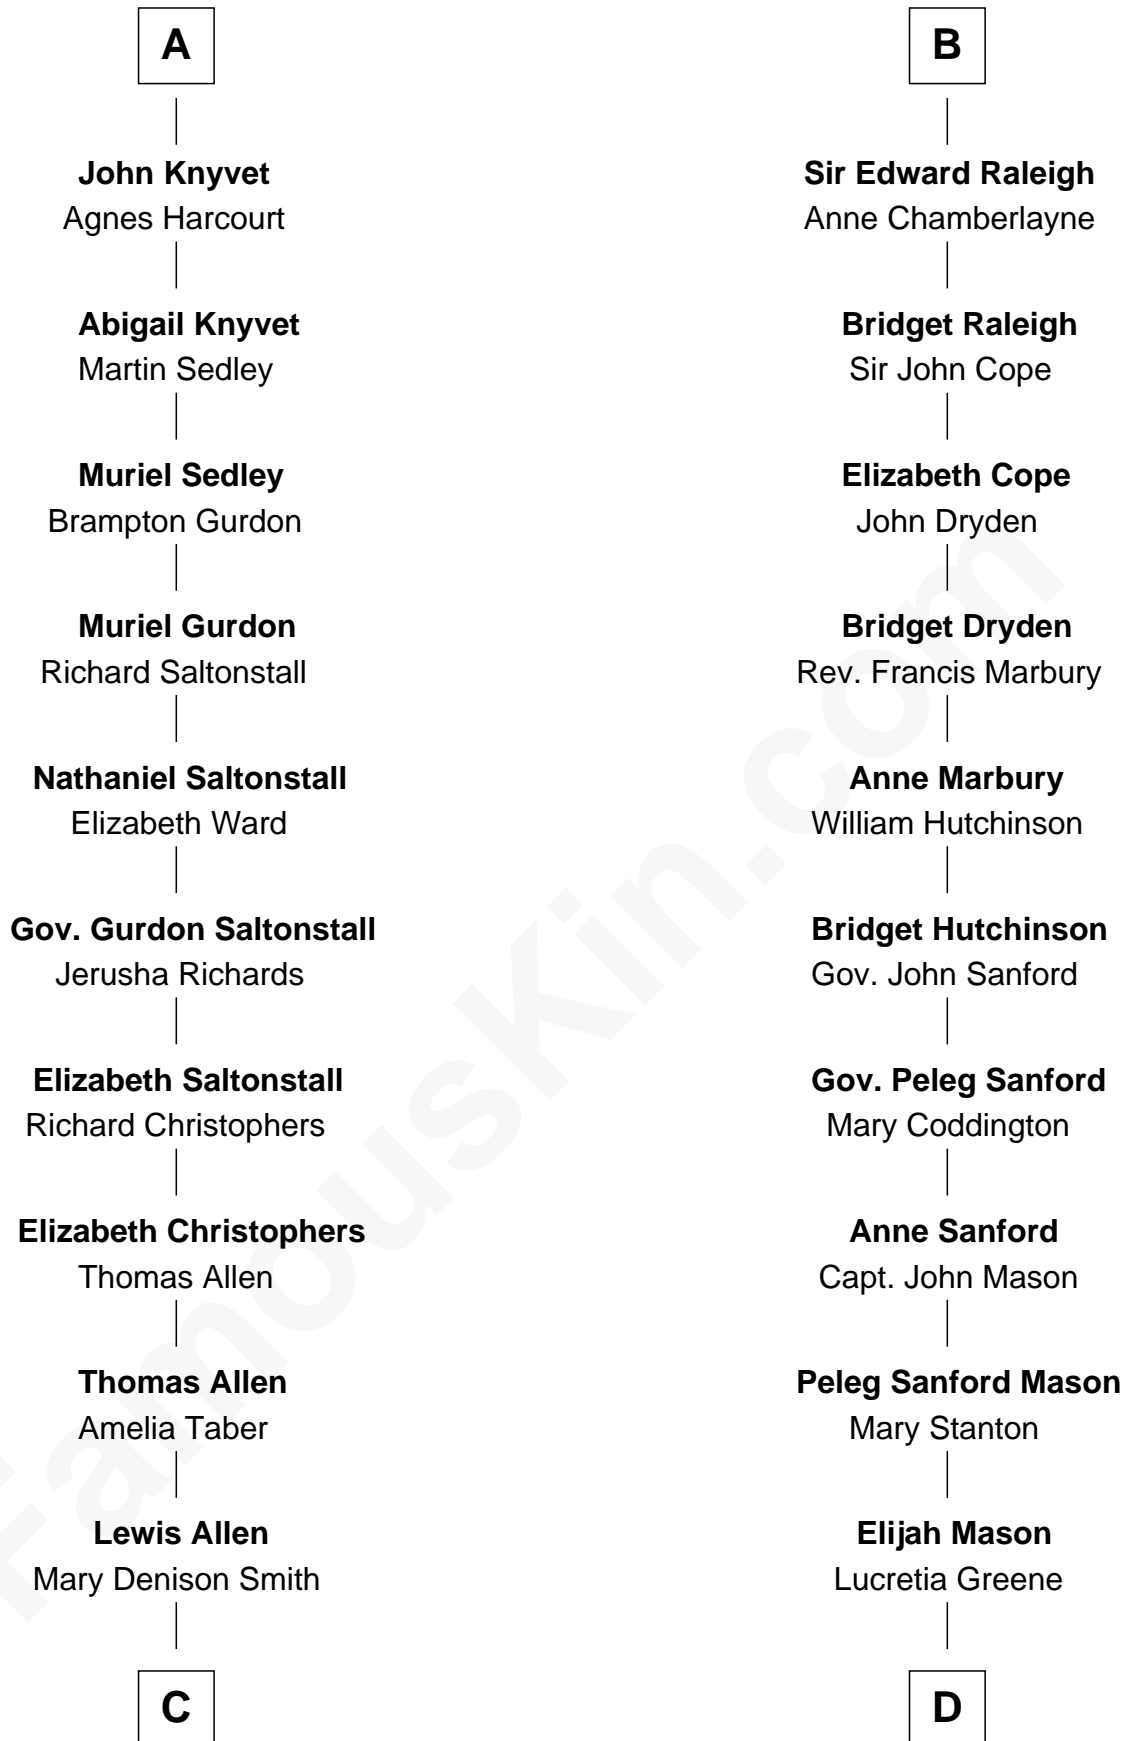 A
John Knyvet
Agnes Harcourt
Abigail Knyvet
Martin Sedley
Muriel Sedley
Brampton Gurdon
Muriel Gurdon
Richard Saltonstall
Nathaniel Saltonstall
Elizabeth Ward
Gov. Gurdon Saltonstall
Jerusha Richards
Elizabeth Saltonstall
Richard Christophers
Elizabeth Christophers
Thomas Allen
Thomas Allen
Amelia Taber
Lewis Allen
Mary Denison Smith
C
B
Sir Edward Raleigh
Anne Chamberlayne
Bridget Raleigh
Sir John Cope
Elizabeth Cope
John Dryden
Bridget Dryden
Rev. Francis Marbury
Anne Marbury
William Hutchinson
Bridget Hutchinson
Gov. John Sanford
Gov. Peleg Sanford
Mary Coddington
Anne Sanford
Capt. John Mason
Peleg Sanford Mason
Mary Stanton
Elijah Mason
Lucretia Greene
D
FamousKin.com